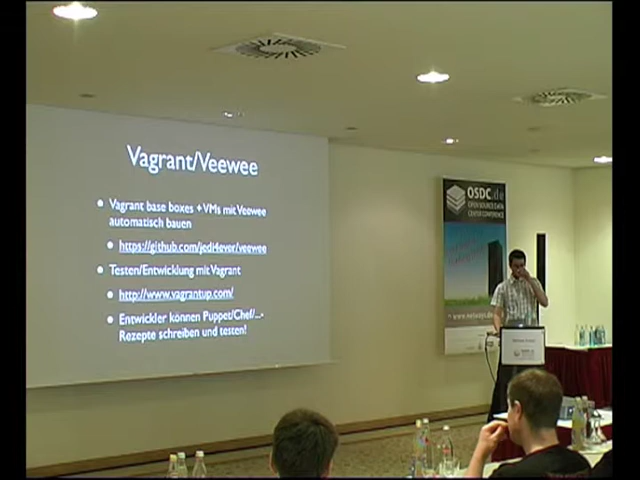 Vagrant/Veewee
• Vagrant base boxes + VMs mit Veewee
automatisch bauen
• https://github.com/jedi4ever/veewee
• Testen/Entwicklung mit Vagrant
• http://www.vagrantup.com/
• Entwickler können Puppet/Chef/...-
Rezepte schreiben und testen!
OSDC.de
OPEN SOURCE DATA
CENTER CONFERENCE